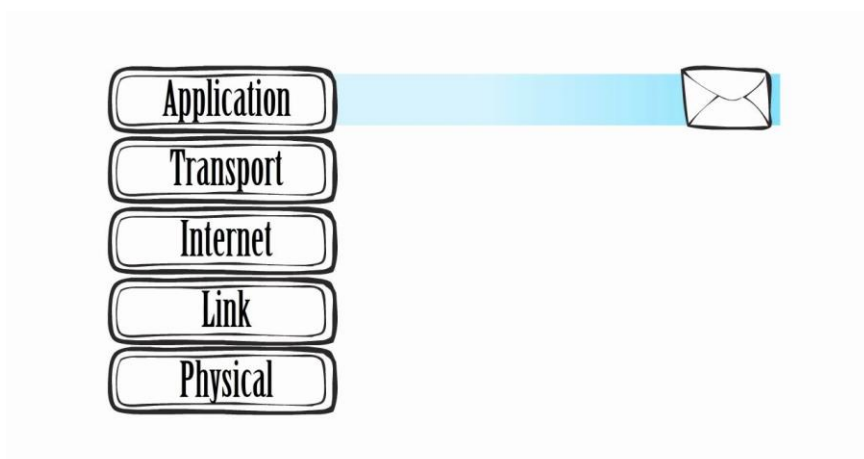 Application
Transport
Internet
Link
Physical